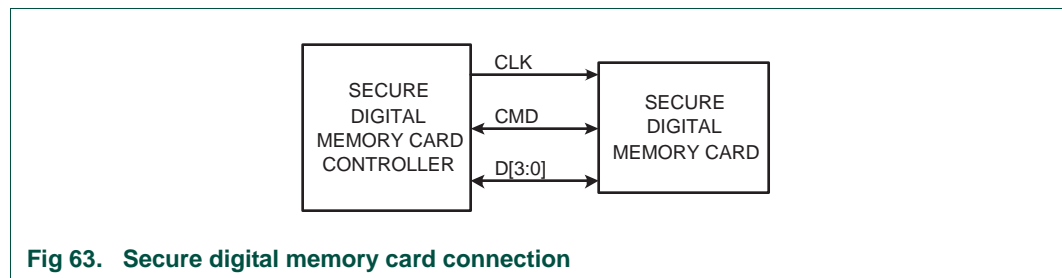 SECURE
DIGITAL
MEMORY CARD
CONTROLLER
CLK
CMD
D[3:0]
SECURE
DIGITAL
MEMORY CARD
Fig 63. Secure digital memory card connection